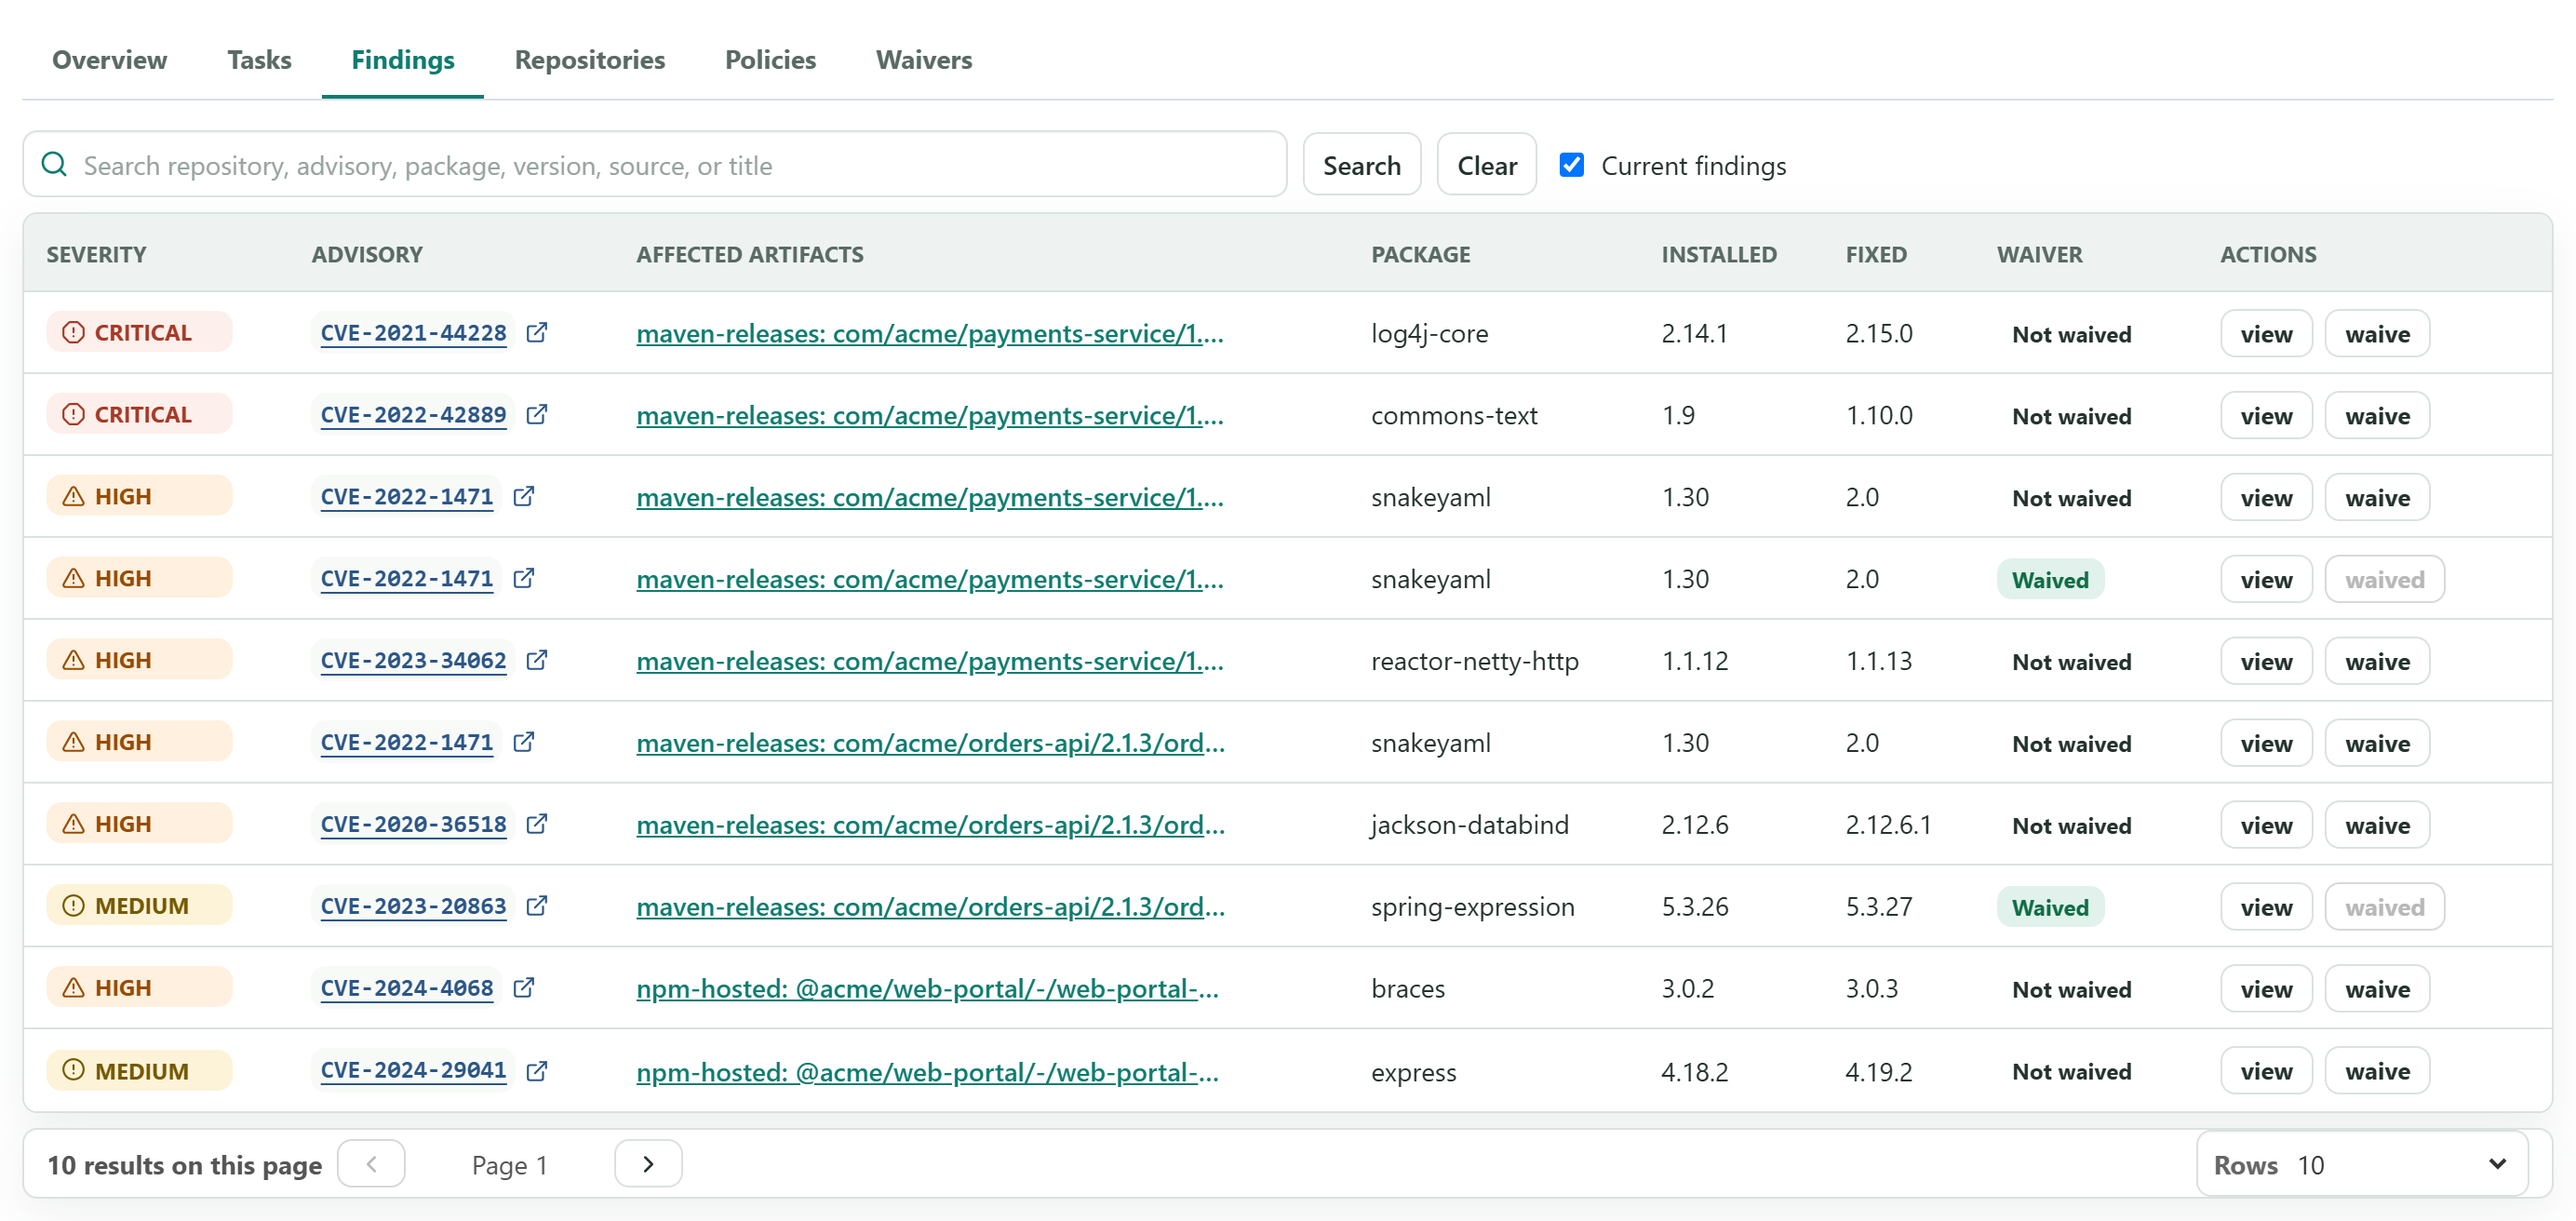 Overview Tasks Findings Repositories Policies Waivers
Search repository, advisory, package, version, source, or title Search Clear Current findings
SEVERITY ADVISORY AFFECTED ARTIFACTS PACKAGE INSTALLED FIXED WAIVER ACTIONS
CRITICAL CVE-2021-44228 maven-releases: com/acme/payments-service/1.... log4j-core 2.14.1 2.15.0 Not waived view waive
CRITICAL CVE-2022-42889 maven-releases: com/acme/payments-service/1.... commons-text 1.9 1.10.0 Not waived view waive
HIGH CVE-2022-1471 maven-releases: com/acme/payments-service/1.... snakeyaml 1.30 2.0 Not waived view waive
HIGH CVE-2022-1471 maven-releases: com/acme/payments-service/1.... snakeyaml 1.30 2.0 Waived view waived
HIGH CVE-2023-34062 maven-releases: com/acme/payments-service/1.... reactor-netty-http 1.1.12 1.1.13 Not waived view waive
HIGH CVE-2022-1471 maven-releases: com/acme/orders-api/2.1.3/ord... snakeyaml 1.30 2.0 Not waived view waive
HIGH CVE-2020-36518 maven-releases: com/acme/orders-api/2.1.3/ord... jackson-databind 2.12.6 2.12.6.1 Not waived view waive
MEDIUM CVE-2023-20863 maven-releases: com/acme/orders-api/2.1.3/ord... spring-expression 5.3.26 5.3.27 Waived view waived
HIGH CVE-2024-4068 npm-hosted: @acme/web-portal/-/web-portal-... braces 3.0.2 3.0.3 Not waived view waive
MEDIUM CVE-2024-29041 npm-hosted: @acme/web-portal/-/web-portal-... express 4.18.2 4.19.2 Not waived view waive
10 results on this page Page 1 Rows 10